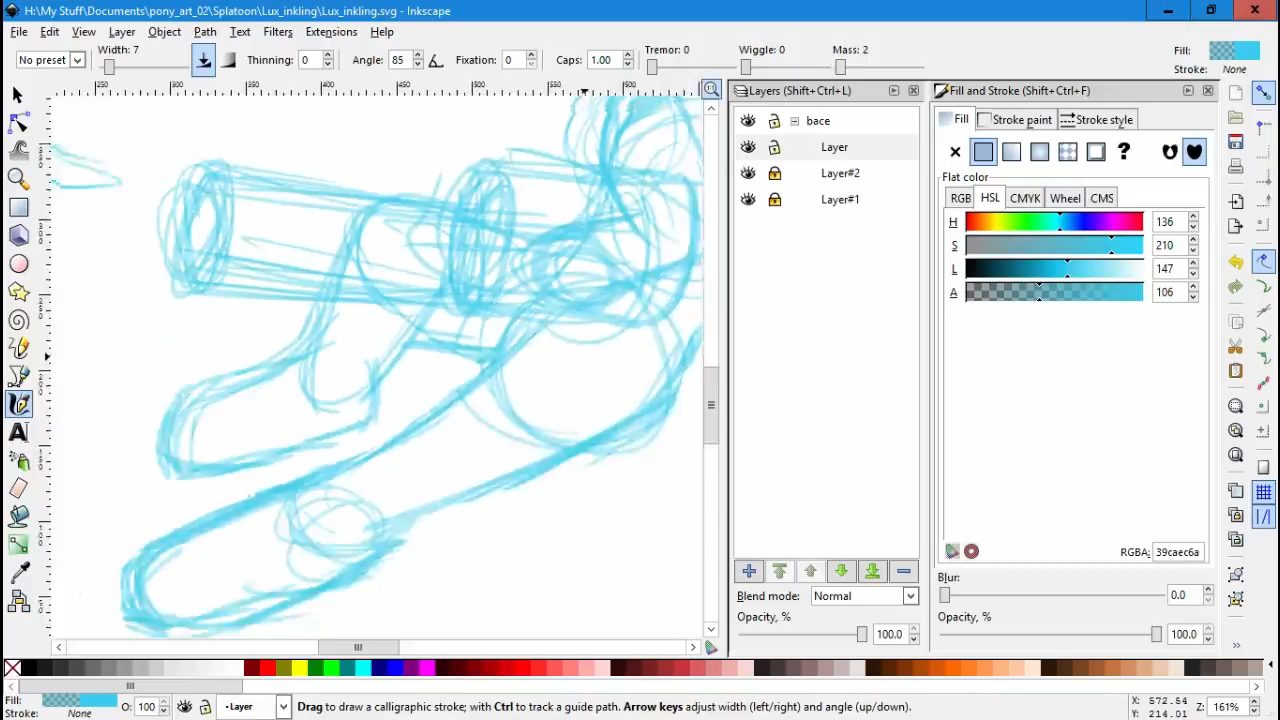 H:\My Stuff\Documents\pony_art_02\Splatoon\Lux_inkling\Lux_inkling.svg - Inkscape
File Edit View Layer Object Path Text Filters Extensions Help
No preset Width: 7 Thinning: 0 Angle: 85 Fixation: 0 Caps: 1.00 Tremor: 0 Wiggle: 0 Mass: 2 Fill: Stroke: None
Layers (Shift+Ctrl+L)
bace
Layer
Layer#2
Layer#1
Blend mode: Normal
Opacity, %
100.0
Fill and Stroke (Shift+Ctrl+F)
Fill Stroke paint Stroke style
Flat color
RGB HSL CMYK Wheel CMS
H 136
S 210
L 147
A 106
RGBA: 39caec6a
Blur:
0.0
Opacity, %
100.0
Fill: Stroke: None O: 100 Layer Drag to draw a calligraphic stroke; with Ctrl to track a guide path. Arrow keys adjust width (left/right) and angle (up/down). X: 572.54 Y: 214.01 Z: 161%